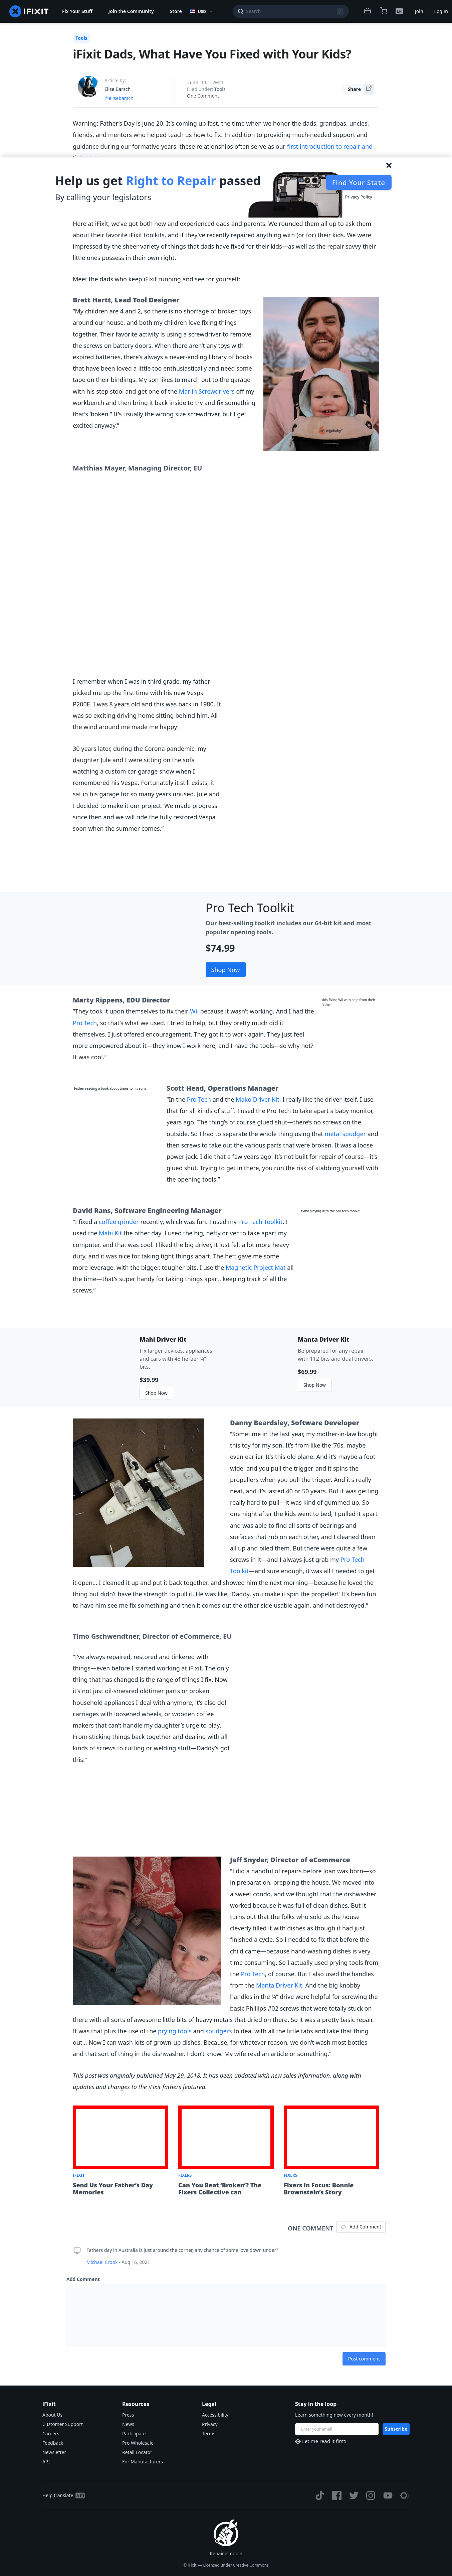 IFIXIT
Fix Your Stuff
Join the Community
Store
USD
Search
/
Join
Log In
Tools
iFixit Dads, What Have You Fixed with Your Kids?
Article by:
Elise Barsch
@elisebarsch
June 11, 2021
Filed under: Tools
One Comment
Share
Warning: Father’s Day is June 20. It’s coming up fast, the time when we honor the dads, grandpas, uncles,
friends, and mentors who helped teach us how to fix. In addition to providing much-needed support and
guidance during our formative years, these relationships often serve as our first introduction to repair and
Help us get Right to Repair passed
By calling your legislators
Find Your State
Privacy Policy
Here at iFixit, we’ve got both new and experienced dads and parents. We rounded them all up to ask them
about their favorite iFixit toolkits, and if they’ve recently repaired anything with (or for) their kids. We were
impressed by the sheer variety of things that dads have fixed for their kids—as well as the repair savvy their
little ones possess in their own right.
Meet the dads who keep iFixit running and see for yourself:
Brett Hartt, Lead Tool Designer
“My children are 4 and 2, so there is no shortage of broken toys
around our house, and both my children love fixing things
together. Their favorite activity is using a screwdriver to remove
the screws on battery doors. When there aren’t any toys with
expired batteries, there’s always a never-ending library of books
that have been loved a little too enthusiastically and need some
tape on their bindings. My son likes to march out to the garage
with his step stool and get one of the Marlin Screwdrivers off my
workbench and then bring it back inside to try and fix something
that’s ‘boken.” It’s usually the wrong size screwdriver, but I get
excited anyway.”
Matthias Mayer, Managing Director, EU
I remember when I was in third grade, my father
picked me up the first time with his new Vespa
P200E. I was 8 years old and this was back in 1980. It
was so exciting driving home sitting behind him. All
the wind around me made me happy!
30 years later, during the Corona pandemic, my
daughter Jule and I were sitting on the sofa
watching a custom car garage show when I
remembered his Vespa. Fortunately it still exists; it
sat in his garage for so many years unused. Jule and
I decided to make it our project. We made progress
since then and we will ride the fully restored Vespa
soon when the summer comes.”
Pro Tech Toolkit
Our best-selling toolkit includes our 64-bit kit and most
popular opening tools.
$74.99
Shop Now
Marty Rippens, EDU Director
“They took it upon themselves to fix their Wii because it wasn’t working. And I had the
Pro Tech, so that’s what we used. I tried to help, but they pretty much did it
themselves. I just offered encouragement. They got it to work again. They just feel
more empowered about it—they know I work here, and I have the tools—so why not?
It was cool.”
kids fixing Wii with help from their
father
Father reading a book about trains to his sons
Scott Head, Operations Manager
“In the Pro Tech and the Mako Driver Kit, I really like the driver itself. I use
that for all kinds of stuff. I used the Pro Tech to take apart a baby monitor,
years ago. The thing’s of course glued shut—there’s no screws on the
outside. So I had to separate the whole thing using that metal spudger and
then screws to take out the various parts that were broken. It was a loose
power jack. I did that a few years ago. It’s not built for repair of course—it’s
glued shut. Trying to get in there, you run the risk of stabbing yourself with
the opening tools.”
David Rans, Software Engineering Manager
“I fixed a coffee grinder recently, which was fun. I used my Pro Tech Toolkit. I
used the Mahi Kit the other day. I used the big, hefty driver to take apart my
computer, and that was cool. I liked the big driver, it just felt a lot more heavy
duty, and it was nice for taking tight things apart. The heft gave me some
more leverage, with the bigger, tougher bits. I use the Magnetic Project Mat all
the time—that’s super handy for taking things apart, keeping track of all the
screws.”
Baby playing with the pro tech toolkit
Mahi Driver Kit
Fix larger devices, appliances,
and cars with 48 heftier ¼”
bits.
$39.99
Shop Now
Manta Driver Kit
Be prepared for any repair
with 112 bits and dual drivers.
$69.99
Shop Now
Danny Beardsley, Software Developer
“Sometime in the last year, my mother-in-law bought
this toy for my son. It’s from like the ’70s, maybe
even earlier. It’s this old plane. And it’s maybe a foot
wide, and you pull the trigger, and it spins the
propellers when you pull the trigger. And it’s really
neat, and it’s lasted 40 or 50 years. But it was getting
really hard to pull—it was kind of gummed up. So
one night after the kids went to bed, I pulled it apart
and was able to find all sorts of bearings and
surfaces that rub on each other, and I cleaned them
all up and oiled them. But there were quite a few
screws in it—and I always just grab my Pro Tech
Toolkit—and sure enough, it was all I needed to get
it open… I cleaned it up and put it back together, and showed him the next morning—because he loved the
thing but didn’t have the strength to pull it. He was like, ‘Daddy, you make it spin the propeller!’ It’s been fun
to have him see me fix something and then it comes out the other side usable again, and not destroyed.”
Timo Gschwendtner, Director of eCommerce, EU
“I’ve always repaired, restored and tinkered with
things—even before I started working at iFixit. The only
thing that has changed is the range of things I fix. Now
it’s not just oil-smeared oldtimer parts or broken
household appliances I deal with anymore, it’s also doll
carriages with loosened wheels, or wooden coffee
makers that can’t handle my daughter’s urge to play.
From sticking things back together and dealing with all
kinds of screws to cutting or welding stuff—Daddy’s got
this!”
Jeff Snyder, Director of eCommerce
“I did a handful of repairs before Joan was born—so
in preparation, prepping the house. We moved into
a sweet condo, and we thought that the dishwasher
worked because it was full of clean dishes. But it
turns out that the folks who sold us the house
cleverly filled it with dishes as though it had just
finished a cycle. So I needed to fix that before the
child came—because hand-washing dishes is very
time consuming. So I actually used prying tools from
the Pro Tech, of course. But I also used the handles
from the Manta Driver Kit. And the big knobby
handles in the ¼” drive were helpful for screwing the
basic Phillips #02 screws that were totally stuck on
there with all sorts of awesome little bits of heavy metals that dried on there. So it was a pretty basic repair.
It was that plus the use of the prying tools and spudgers to deal with all the little tabs and take that thing
out… Now I can wash lots of grown-up dishes. Because, for whatever reason, we don’t wash most bottles
and that sort of thing in the dishwasher. I don’t know. My wife read an article or something.”
This post was originally published May 29, 2018. It has been updated with new sales information, along with
updates and changes to the iFixit fathers featured.
IFIXIT
Send Us Your Father’s Day
Memories
FIXERS
Can You Beat ‘Broken’? The
Fixers Collective can
FIXERS
Fixers in Focus: Bonnie
Brownstein’s Story
ONE COMMENT
Add Comment
Fathers day in Australia is just around the corner, any chance of some love down under?
Michael Crook - Aug 16, 2021
Add Comment
Post comment
iFixit
About Us
Customer Support
Careers
Feedback
Newsletter
API
Resources
Press
News
Participate
Pro Wholesale
Retail Locator
For Manufacturers
Legal
Accessibility
Privacy
Terms
Stay in the loop
Learn something new every month!
Enter your email
Subscribe
Let me read it first!
Help translate
Repair is noble
© iFixit — Licensed under Creative Commons